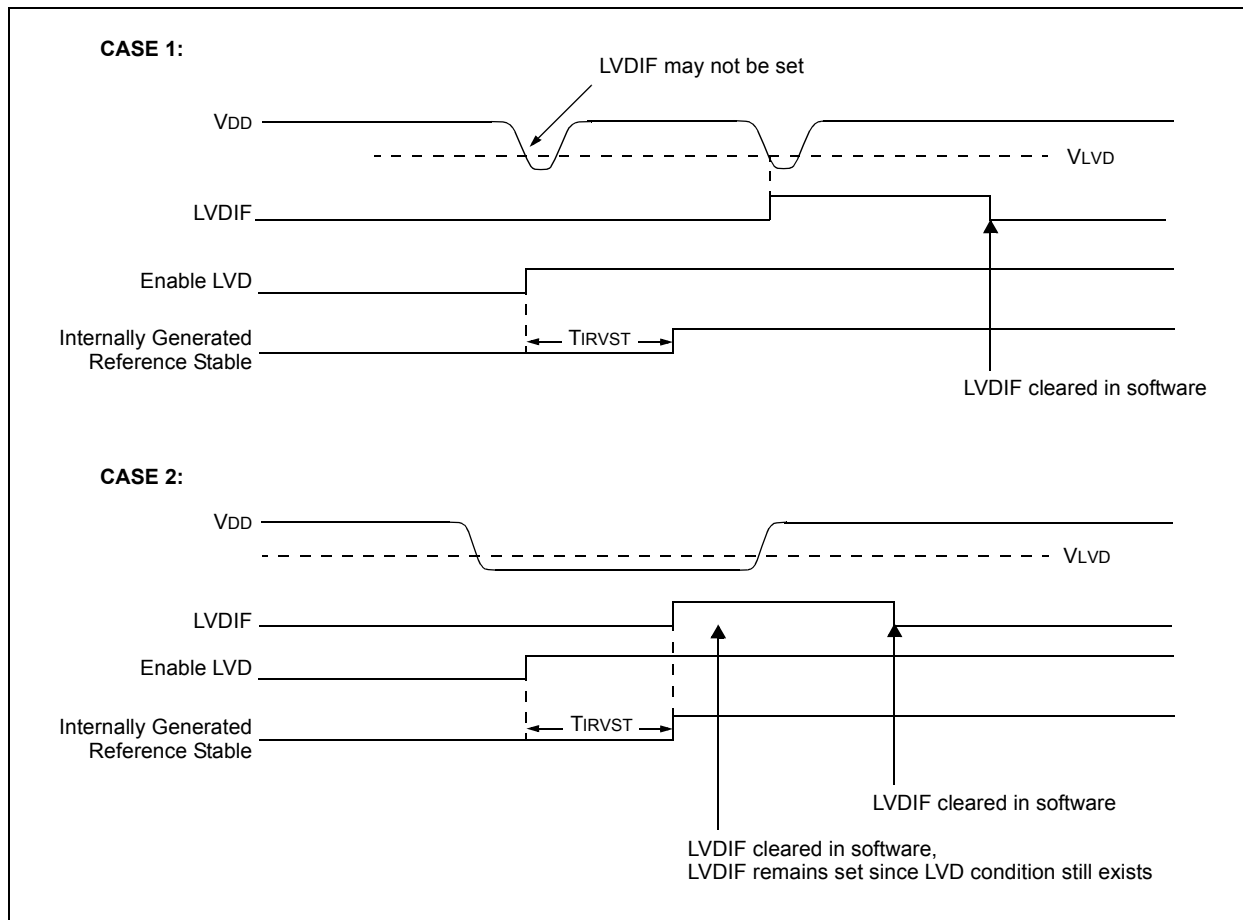 CASE 1:
LVDIF may not be set
VDD
VLVD
LVDIF
Enable LVD
Internally Generated
Reference Stable
TIRVST
LVDIF cleared in software
CASE 2:
VDD
VLVD
LVDIF
Enable LVD
Internally Generated
Reference Stable
TIRVST
LVDIF cleared in software
LVDIF cleared in software,
LVDIF remains set since LVD condition still exists